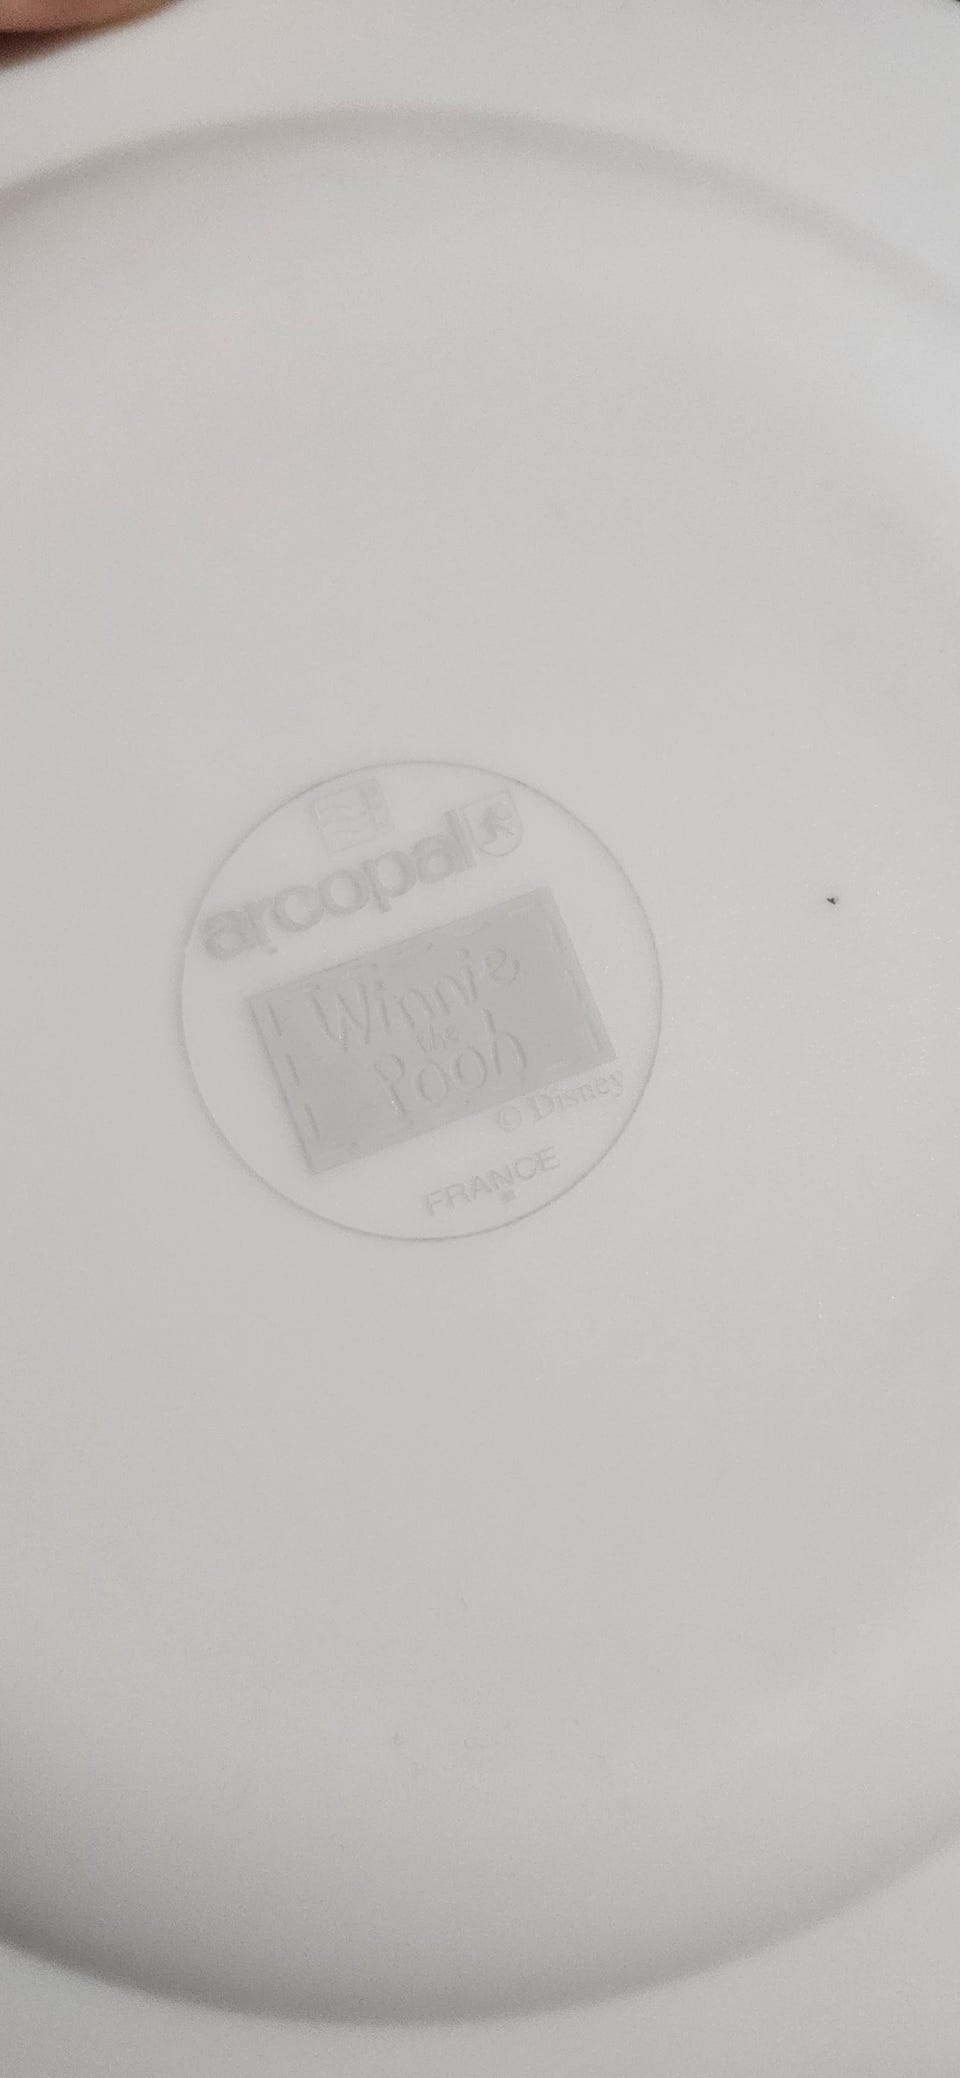 arcopal
Winnie
the
Pooh
© Disney
FRANCE